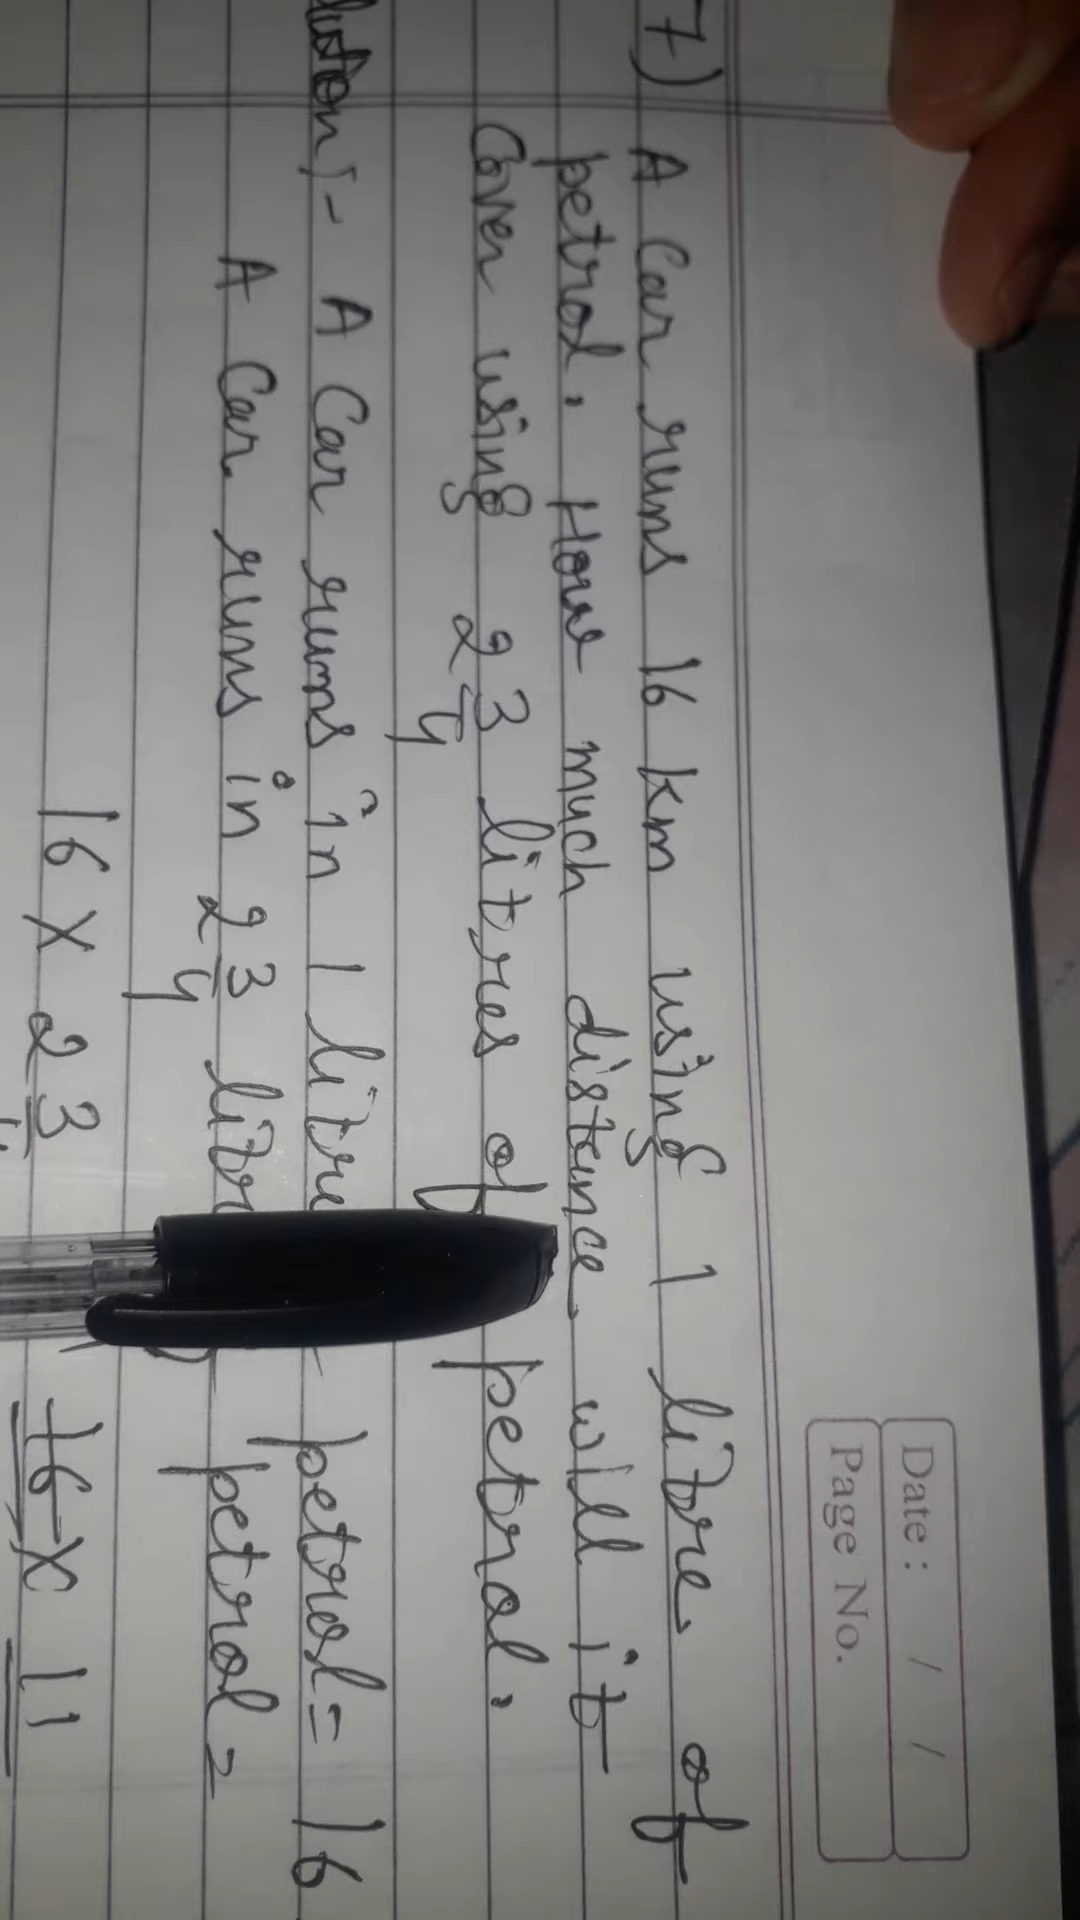 Date: / /
Page No.
7) A Car runs 16 km using 1 litre of
petrol. How much distance will it
Cover using 2 3/4 litres of petrol.
A Car runs in 1 litre petrol = 16
A Car runs in 2 3/4 petrol =
16 X 2 3 16 X 11